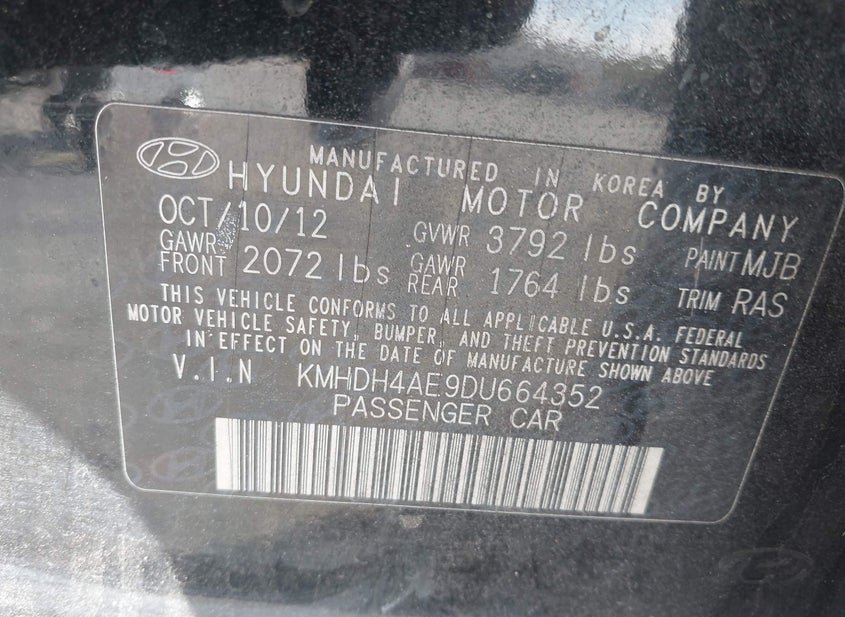 MANUFACTURED IN KOREA BY
HYUNDAI MOTOR COMPANY
OCT/10/12 GVWR 3792 lbs PAINT MJB
GAWR FRONT 2072 lbs GAWR REAR 1764 lbs TRIM RAS
THIS VEHICLE CONFORMS TO ALL APPLICABLE U.S.A. FEDERAL
MOTOR VEHICLE SAFETY, BUMPER, AND THEFT PREVENTION STANDARDS
IN EFFECT ON THE DATE OF MANUFACTURE SHOWN ABOVE
V.I.N KMHDH4AE9DU664352
PASSENGER CAR